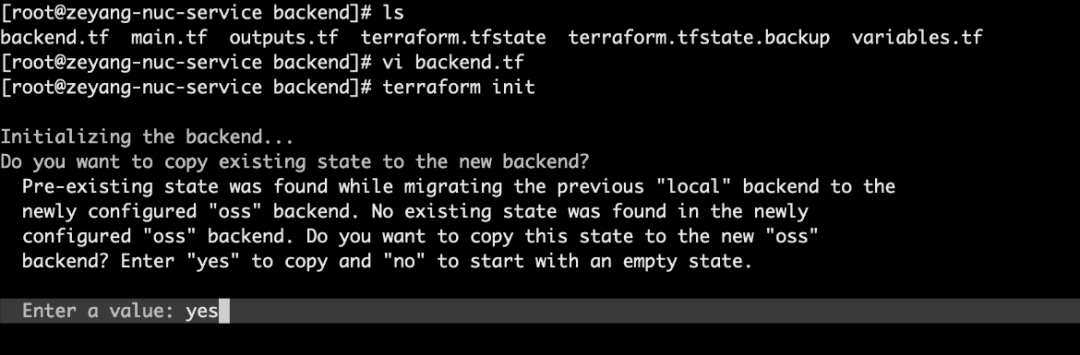 [root@zeyang-nuc-service backend]# ls
backend.tf  main.tf  outputs.tf  terraform.tfstate  terraform.tfstate.backup  variables.tf
[root@zeyang-nuc-service backend]# vi backend.tf
[root@zeyang-nuc-service backend]# terraform init
Initializing the backend...
Do you want to copy existing state to the new backend?
  Pre-existing state was found while migrating the previous "local" backend to the
  newly configured "oss" backend. No existing state was found in the newly
  configured "oss" backend. Do you want to copy this state to the new "oss"
  backend? Enter "yes" to copy and "no" to start with an empty state.
  Enter a value: yes